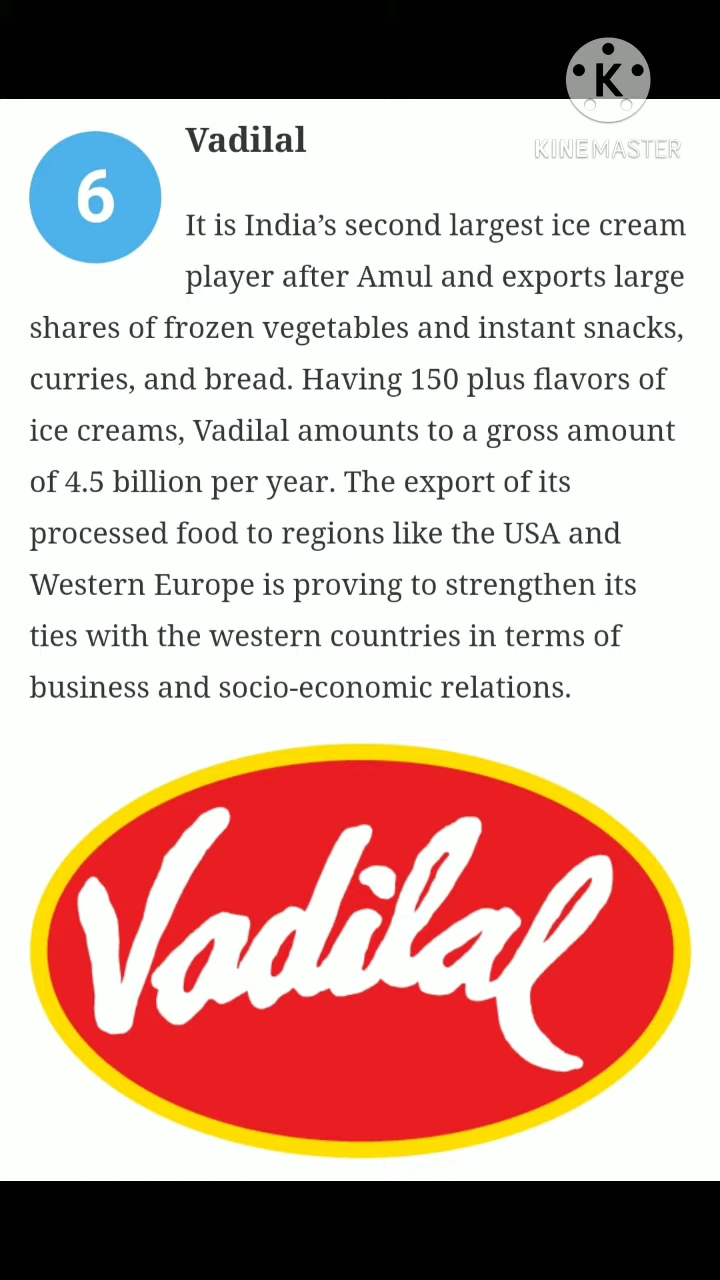 K
KINEMASTER
Vadilal
6
It is India’s second largest ice cream
player after Amul and exports large
shares of frozen vegetables and instant snacks,
curries, and bread. Having 150 plus flavors of
ice creams, Vadilal amounts to a gross amount
of 4.5 billion per year. The export of its
processed food to regions like the USA and
Western Europe is proving to strengthen its
ties with the western countries in terms of
business and socio-economic relations.
Vadilal